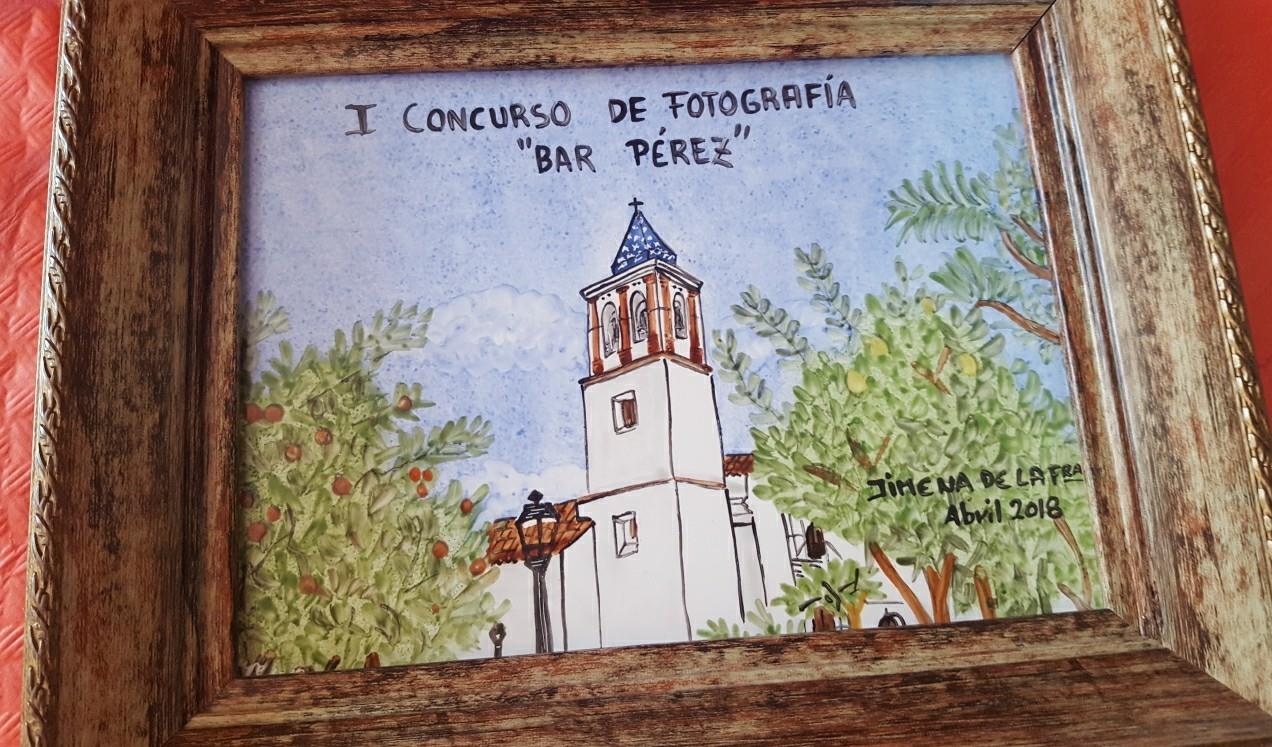 I CONCURSO DE FOTOGRAFÍA
"BAR PÉREZ"
JIMENA DE LA FRA
Abril 2018